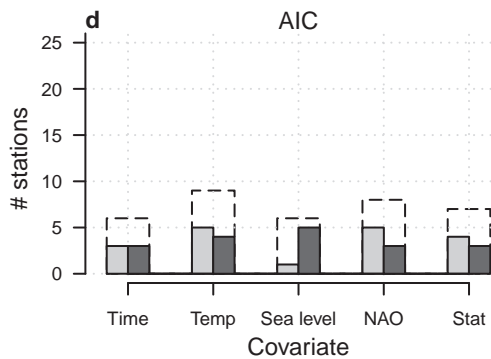 d
AIC
25
20
15
10
5
0
# stations
Time Temp Sea level NAO Stat
Covariate